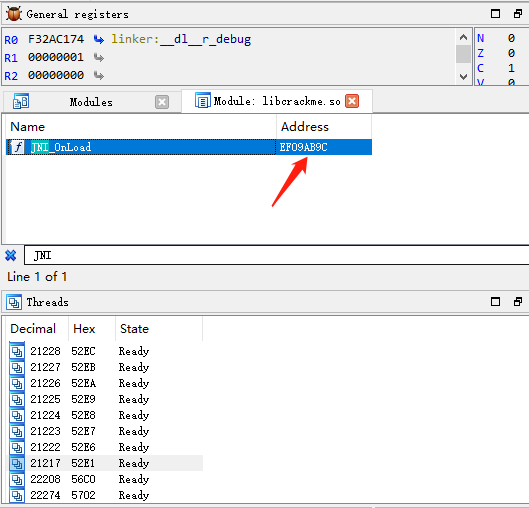 General registers
R0 F32AC174 linker:__dl__r_debug
R1 00000001
R2 00000000
N 0
Z 0
C 1
V 0
Modules
Module: libcrackme.so
Name Address
f JNI_OnLoad EF09AB9C
JNI
Line 1 of 1
Threads
Decimal Hex State
21228 52EC Ready
21227 52EB Ready
21226 52EA Ready
21225 52E9 Ready
21224 52E8 Ready
21223 52E7 Ready
21222 52E6 Ready
21217 52E1 Ready
22208 56C0 Ready
22274 5702 Ready